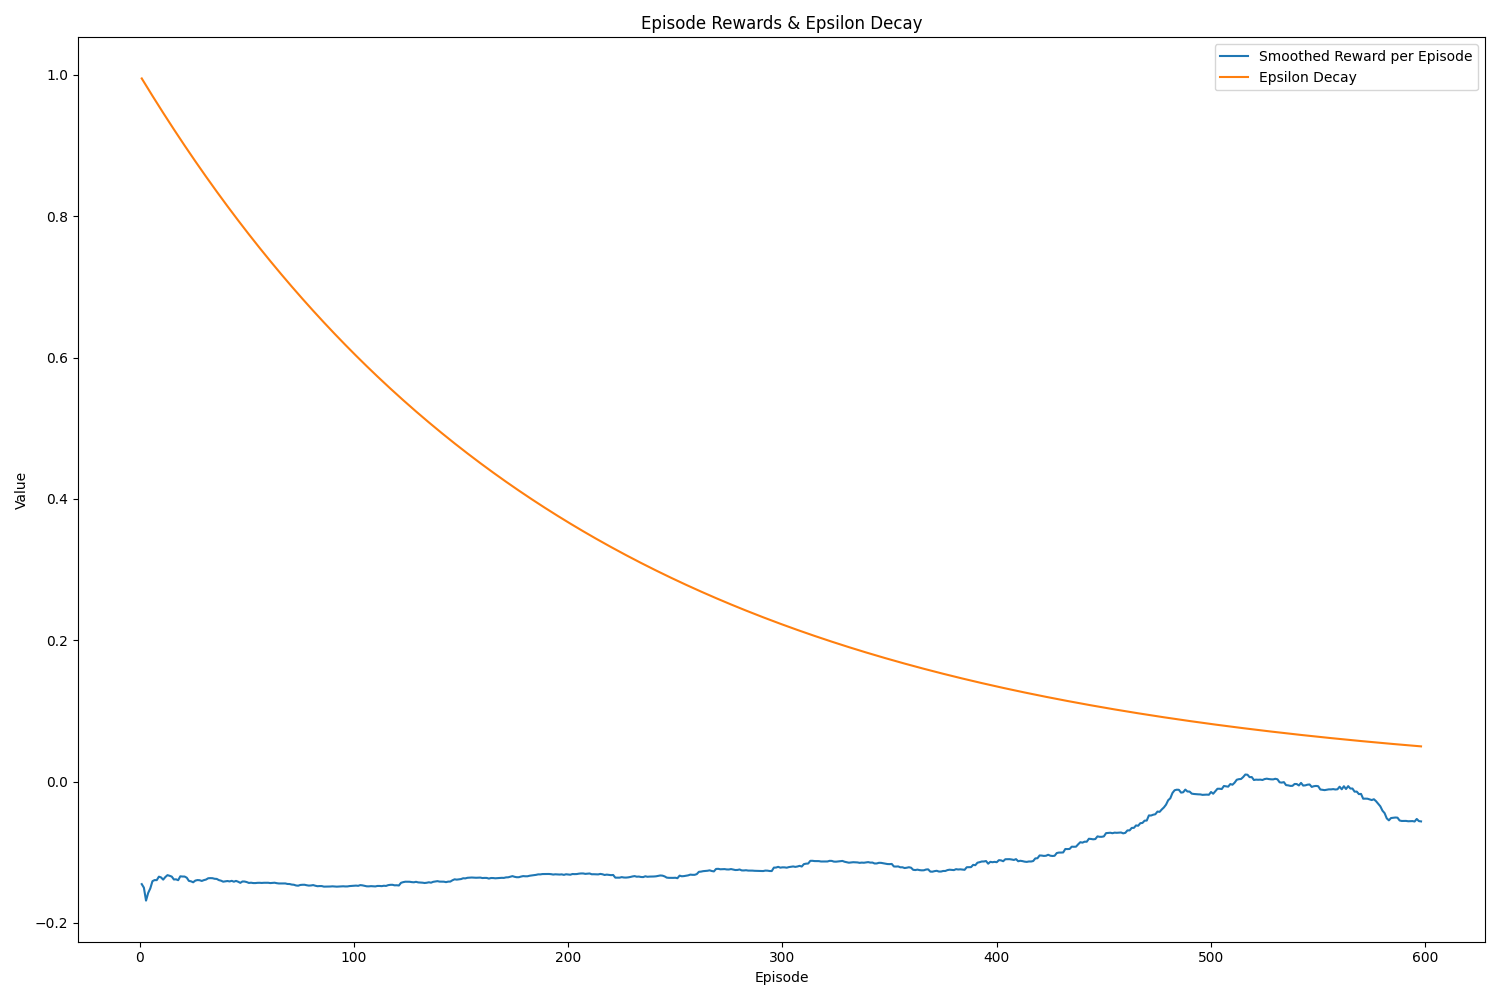 Episode Rewards & Epsilon Decay
Smoothed Reward per Episode
Epsilon Decay
1.0
0.8
0.6
0.4
0.2
0.0
−0.2
Value
0 100 200 300 400 500 600
Episode